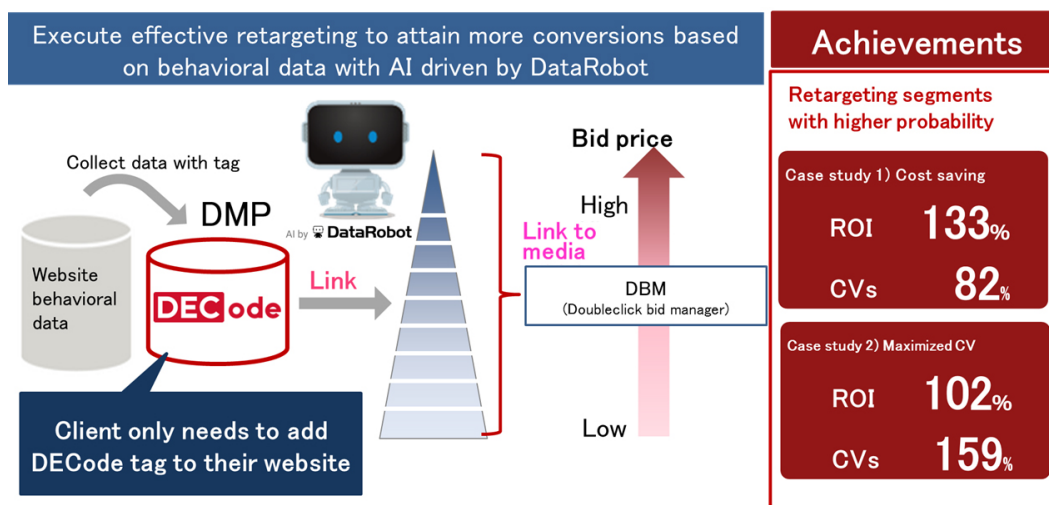 Execute effective retargeting to attain more conversions based
on behavioral data with AI driven by DataRobot
Collect data with tag
DMP
Website
behavioral
data
DECode
Client only needs to add
DECode tag to their website
Link
AI by DataRobot
Link to
media
Bid price
High
DBM
(Doubleclick bid manager)
Low
Achievements
Retargeting segments
with higher probability
Case study 1) Cost saving
ROI 133%
CVs 82%
Case study 2) Maximized CV
ROI 102%
CVs 159%